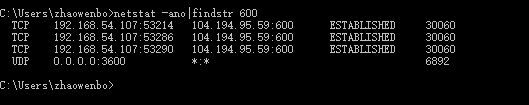 C:\Users\zhaowenbo>netstat -ano|findstr 600
TCP 192.168.54.107:53214 104.194.95.59:600 ESTABLISHED 30060
TCP 192.168.54.107:53286 104.194.95.59:600 ESTABLISHED 30060
TCP 192.168.54.107:53290 104.194.95.59:600 ESTABLISHED 30060
UDP 0.0.0.0:3600 *:* 6892
C:\Users\zhaowenbo>